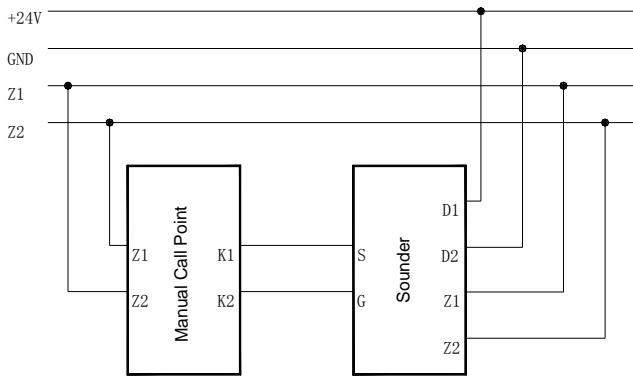 +24V
GND
Z1
Z2
Manual Call Point
Z1
Z2
K1
K2
Sounder
S
G
D1
D2
Z1
Z2